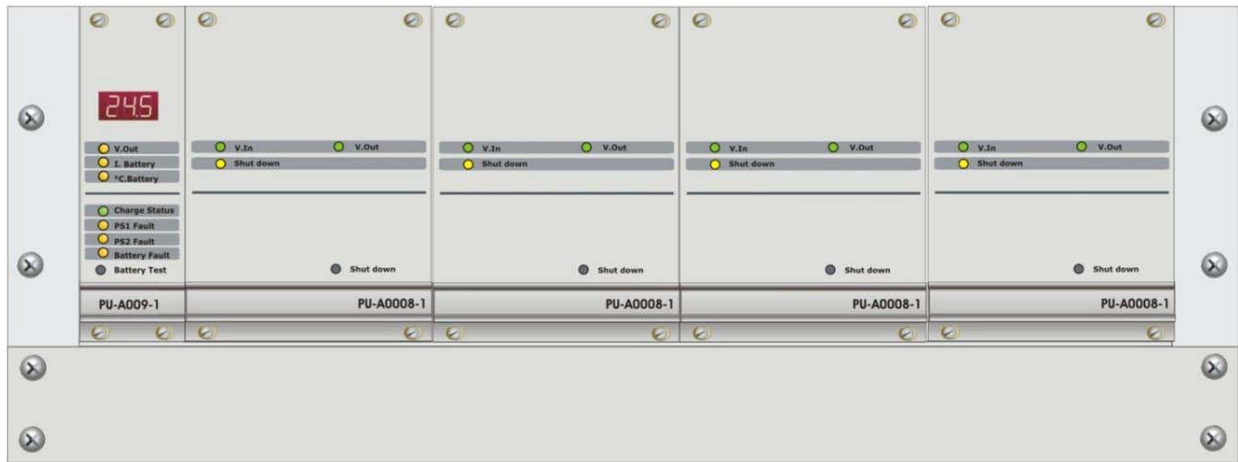 24.5
V.Out
I. Battery
°C.Battery
Charge Status
PS1 Fault
PS2 Fault
Battery Fault
Battery Test
PU-A009-1
V.In V.Out
Shut down
Shut down
PU-A0008-1
V.In V.Out
Shut down
Shut down
PU-A0008-1
V.In V.Out
Shut down
Shut down
PU-A0008-1
V.In V.Out
Shut down
Shut down
PU-A0008-1